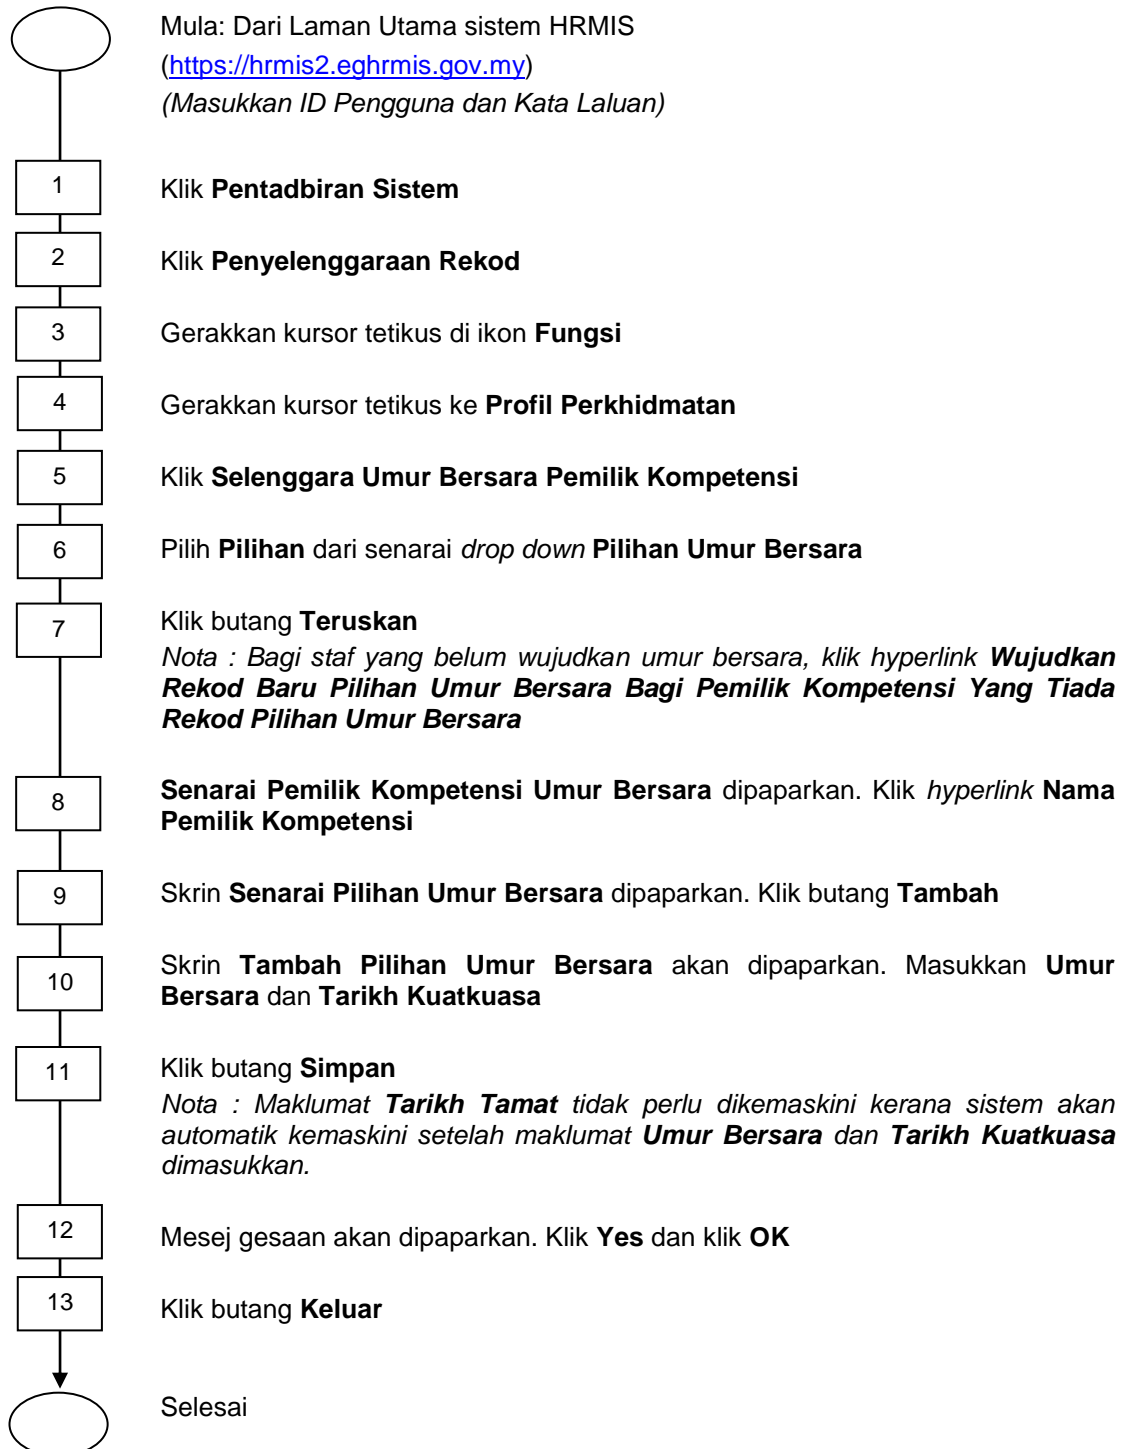 Mula: Dari Laman Utama sistem HRMIS
(https://hrmis2.eghrmis.gov.my)
(Masukkan ID Pengguna dan Kata Laluan)
1
Klik Pentadbiran Sistem
2
Klik Penyelenggaraan Rekod
3
Gerakkan kursor tetikus di ikon Fungsi
4
Gerakkan kursor tetikus ke Profil Perkhidmatan
5
Klik Selenggara Umur Bersara Pemilik Kompetensi
6
Pilih Pilihan dari senarai drop down Pilihan Umur Bersara
7
Klik butang Teruskan
Nota : Bagi staf yang belum wujudkan umur bersara, klik hyperlink Wujudkan
Rekod Baru Pilihan Umur Bersara Bagi Pemilik Kompetensi Yang Tiada
Rekod Pilihan Umur Bersara
8
Senarai Pemilik Kompetensi Umur Bersara dipaparkan. Klik hyperlink Nama
Pemilik Kompetensi
9
Skrin Senarai Pilihan Umur Bersara dipaparkan. Klik butang Tambah
10
Skrin Tambah Pilihan Umur Bersara akan dipaparkan. Masukkan Umur
Bersara dan Tarikh Kuatkuasa
11
Klik butang Simpan
Nota : Maklumat Tarikh Tamat tidak perlu dikemaskini kerana sistem akan
automatik kemaskini setelah maklumat Umur Bersara dan Tarikh Kuatkuasa
dimasukkan.
12
Mesej gesaan akan dipaparkan. Klik Yes dan klik OK
13
Klik butang Keluar
Selesai